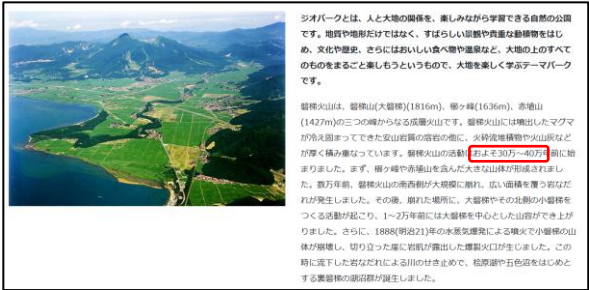 ジオパークとは、人と大地の関係を、楽しみながら学習できる自然の公園
です。地質や地形だけではなく、すばらしい景観や貴重な動植物をはじ
め、文化や歴史、さらにはおいしい食べ物や温泉など、大地の上のすべて
のものをまるごと楽しもうというもので、大地を楽しく学ぶテーマパーク
です。
磐梯火山は、磐梯山(大磐梯)(1816m)、櫛ヶ峰(1636m)、赤埴山
(1427m)の三つの峰からなる成層火山です。磐梯火山には噴出したマグマ
が冷え固まってできた安山岩質の溶岩の他に、火砕流堆積物や火山灰など
が厚く積み重なっています。磐梯火山の活動はおよそ30万～40万年前に始
まりました。まず、櫛ヶ峰や赤埴山を含んだ大きな山体が形成されまし
た。数万年前、磐梯火山の南西側が大規模に崩れ、広い面積を覆う岩なだ
れが発生しました。その後、崩れた場所に、大磐梯やその北側の小磐梯を
つくる活動が起こり、1～2万年前には大磐梯を中心とした山容ができ上が
りました。さらに、1888(明治21)年の水蒸気爆発による噴火で小磐梯の山
体が崩壊し、切り立った崖に岩肌が露出した爆裂火口が生じました。この
時に流下した岩なだれによる川のせき止めで、桧原湖や五色沼をはじめと
する裏磐梯の湖沼群が誕生しました。